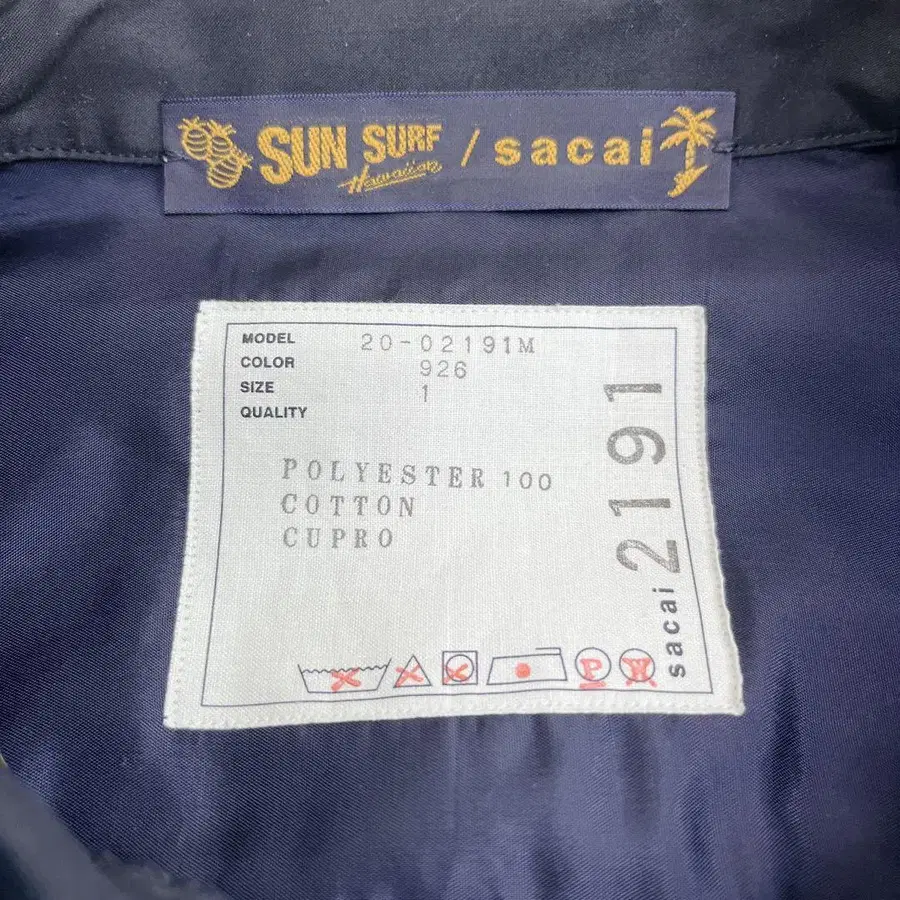 SUN SURF / sacai
Hawaiian
MODEL 20-02191M
COLOR 926
SIZE 1
QUALITY
POLYESTER 100
COTTON
CUPRO
sacai 2191
P W